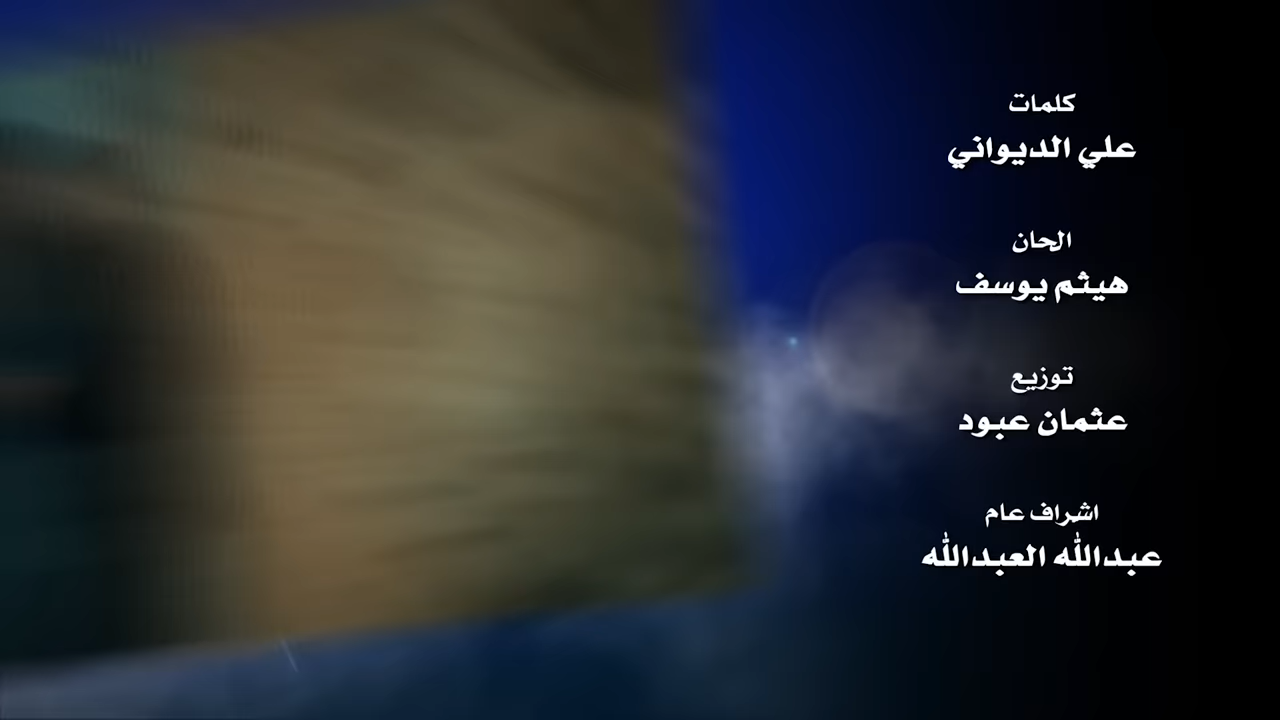 كلمات
علي الديواني
الحان
هيثم يوسف
توزيع
عثمان عبود
اشراف عام
عبدالله العبدالله